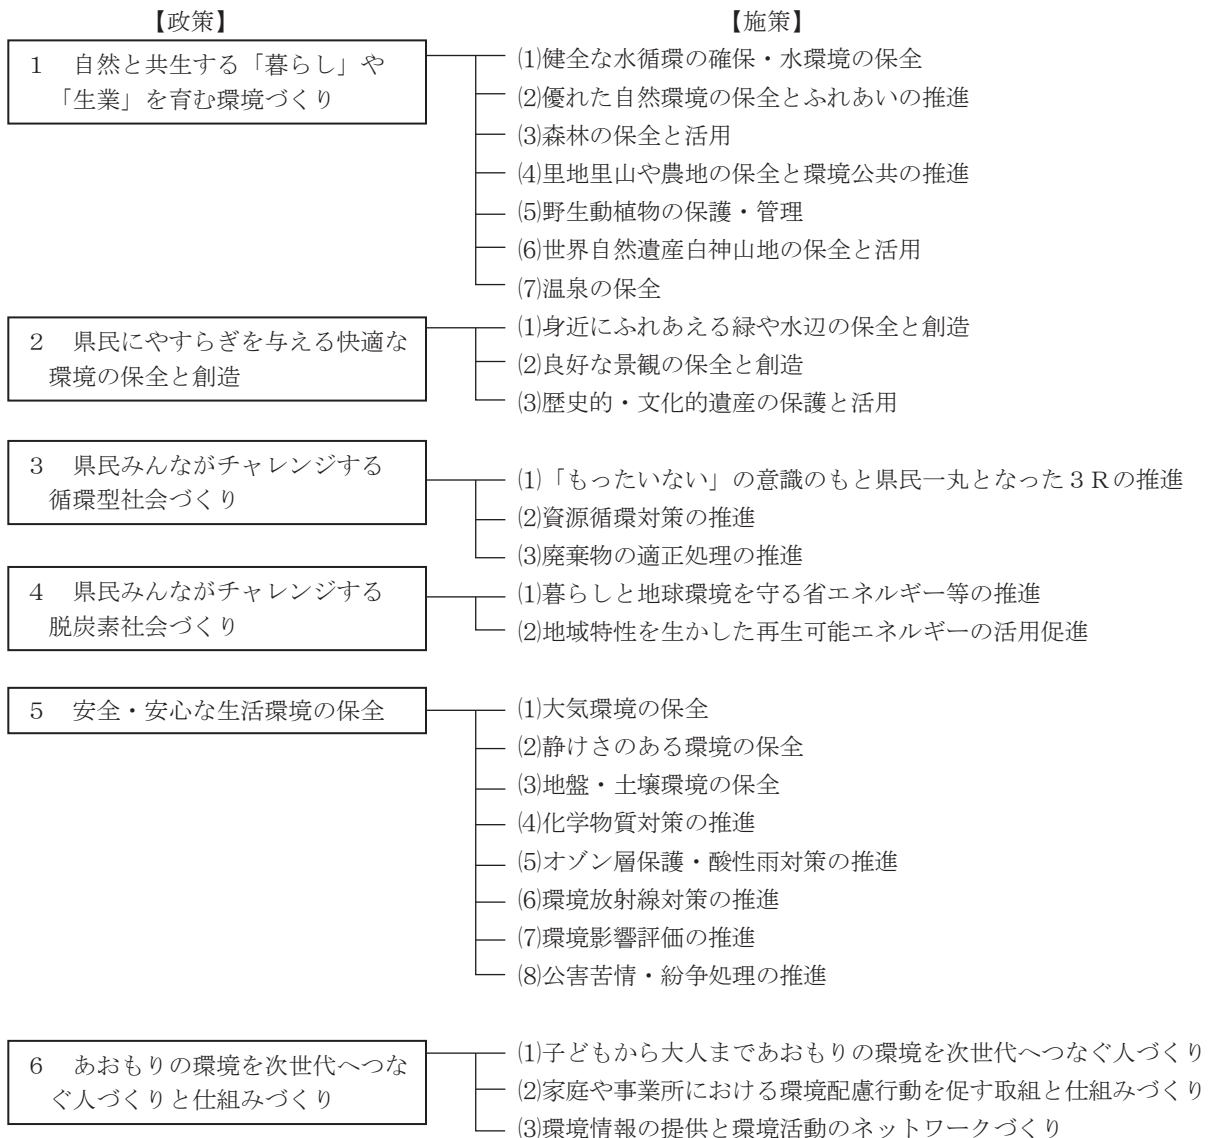 【政策】 【施策】
1 自然と共生する「暮らし」や
「生業」を育む環境づくり
⑴健全な水循環の確保・水環境の保全
⑵優れた自然環境の保全とふれあいの推進
⑶森林の保全と活用
⑷里地里山や農地の保全と環境公共の推進
⑸野生動植物の保護・管理
⑹世界自然遺産白神山地の保全と活用
⑺温泉の保全
2 県民にやすらぎを与える快適な
環境の保全と創造
⑴身近にふれあえる緑や水辺の保全と創造
⑵良好な景観の保全と創造
⑶歴史的・文化的遺産の保護と活用
3 県民みんながチャレンジする
循環型社会づくり
⑴「もったいない」の意識のもと県民一丸となった3Rの推進
⑵資源循環対策の推進
⑶廃棄物の適正処理の推進
4 県民みんながチャレンジする
脱炭素社会づくり
⑴暮らしと地球環境を守る省エネルギー等の推進
⑵地域特性を生かした再生可能エネルギーの活用促進
5 安全・安心な生活環境の保全
⑴大気環境の保全
⑵静けさのある環境の保全
⑶地盤・土壌環境の保全
⑷化学物質対策の推進
⑸オゾン層保護・酸性雨対策の推進
⑹環境放射線対策の推進
⑺環境影響評価の推進
⑻公害苦情・紛争処理の推進
6 あおもりの環境を次世代へつな
ぐ人づくりと仕組みづくり
⑴子どもから大人まであおもりの環境を次世代へつなぐ人づくり
⑵家庭や事業所における環境配慮行動を促す取組と仕組みづくり
⑶環境情報の提供と環境活動のネットワークづくり